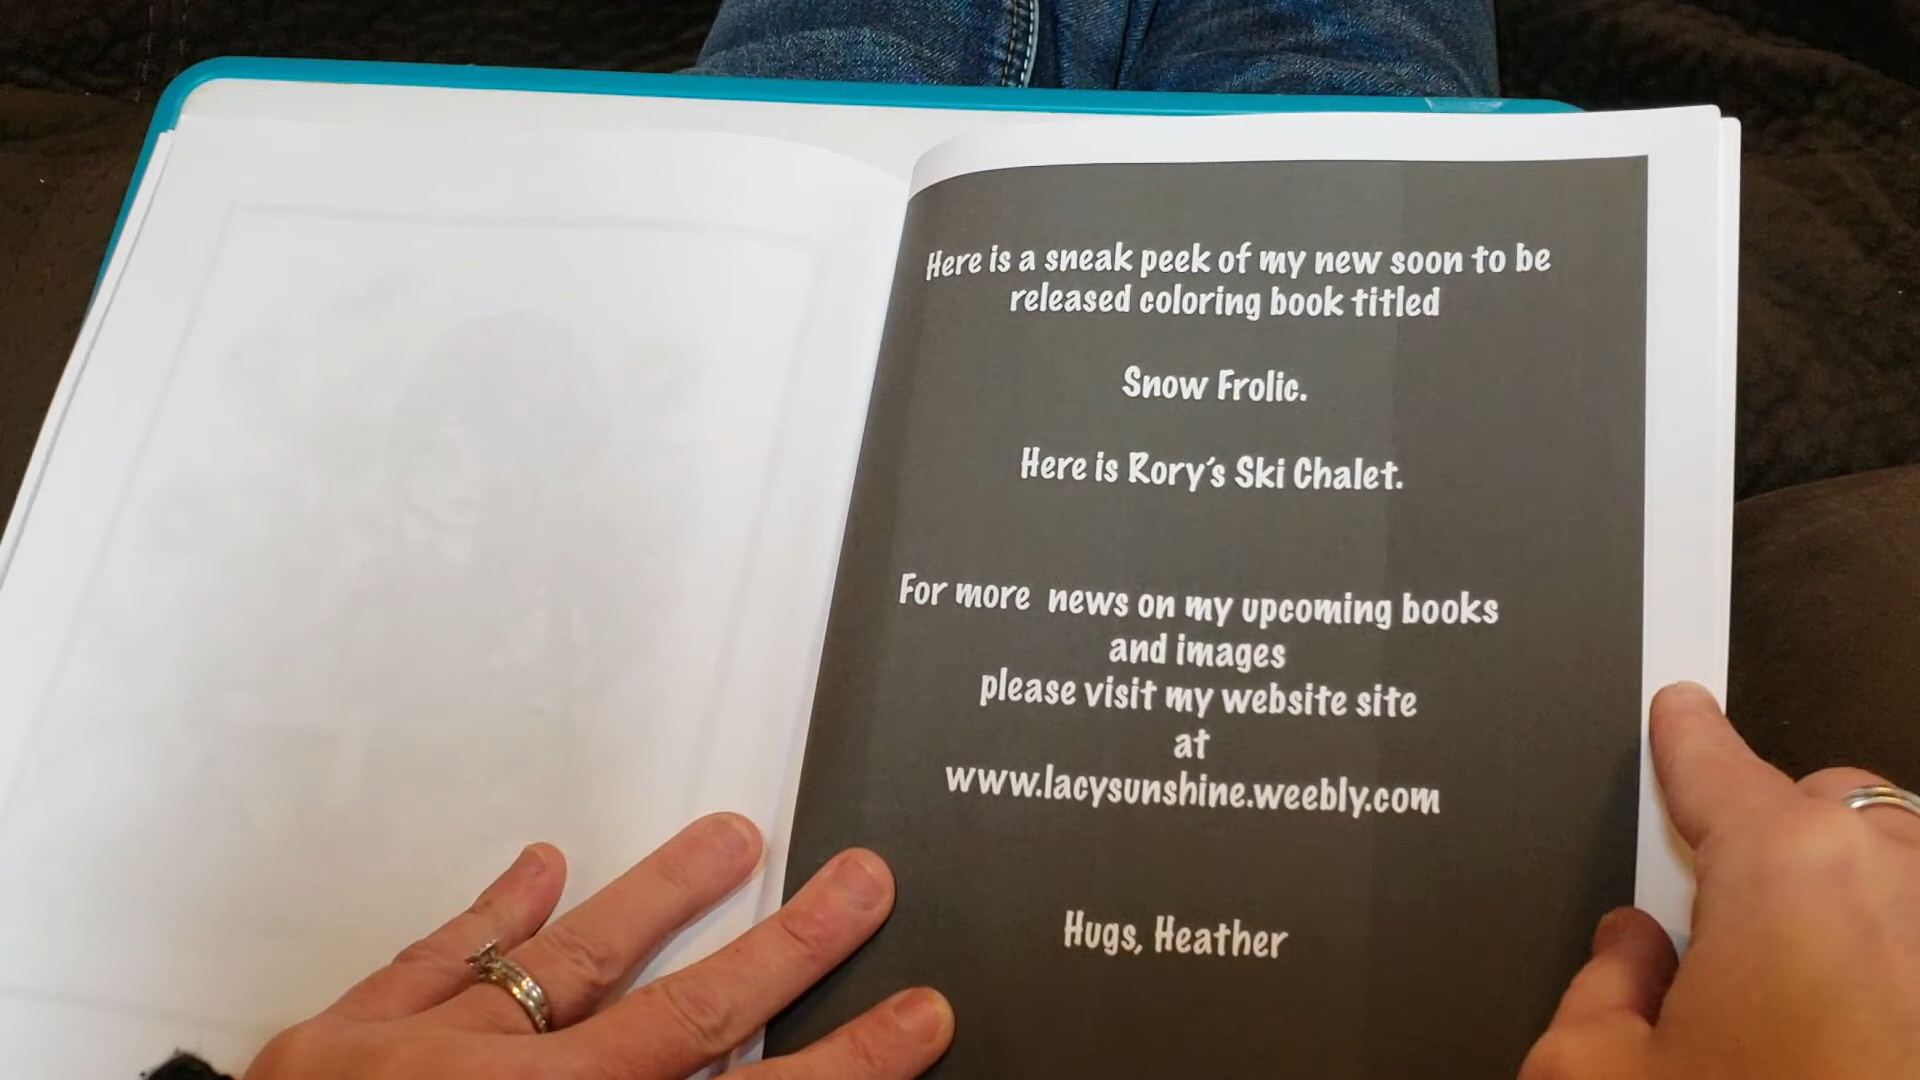 Here is a sneak peek of my new soon to be
released coloring book titled
Snow Frolic.
Here is Rory's Ski Chalet.
For more news on my upcoming books
and images
please visit my website site
at
www.lacysunshine.weebly.com
Hugs, Heather